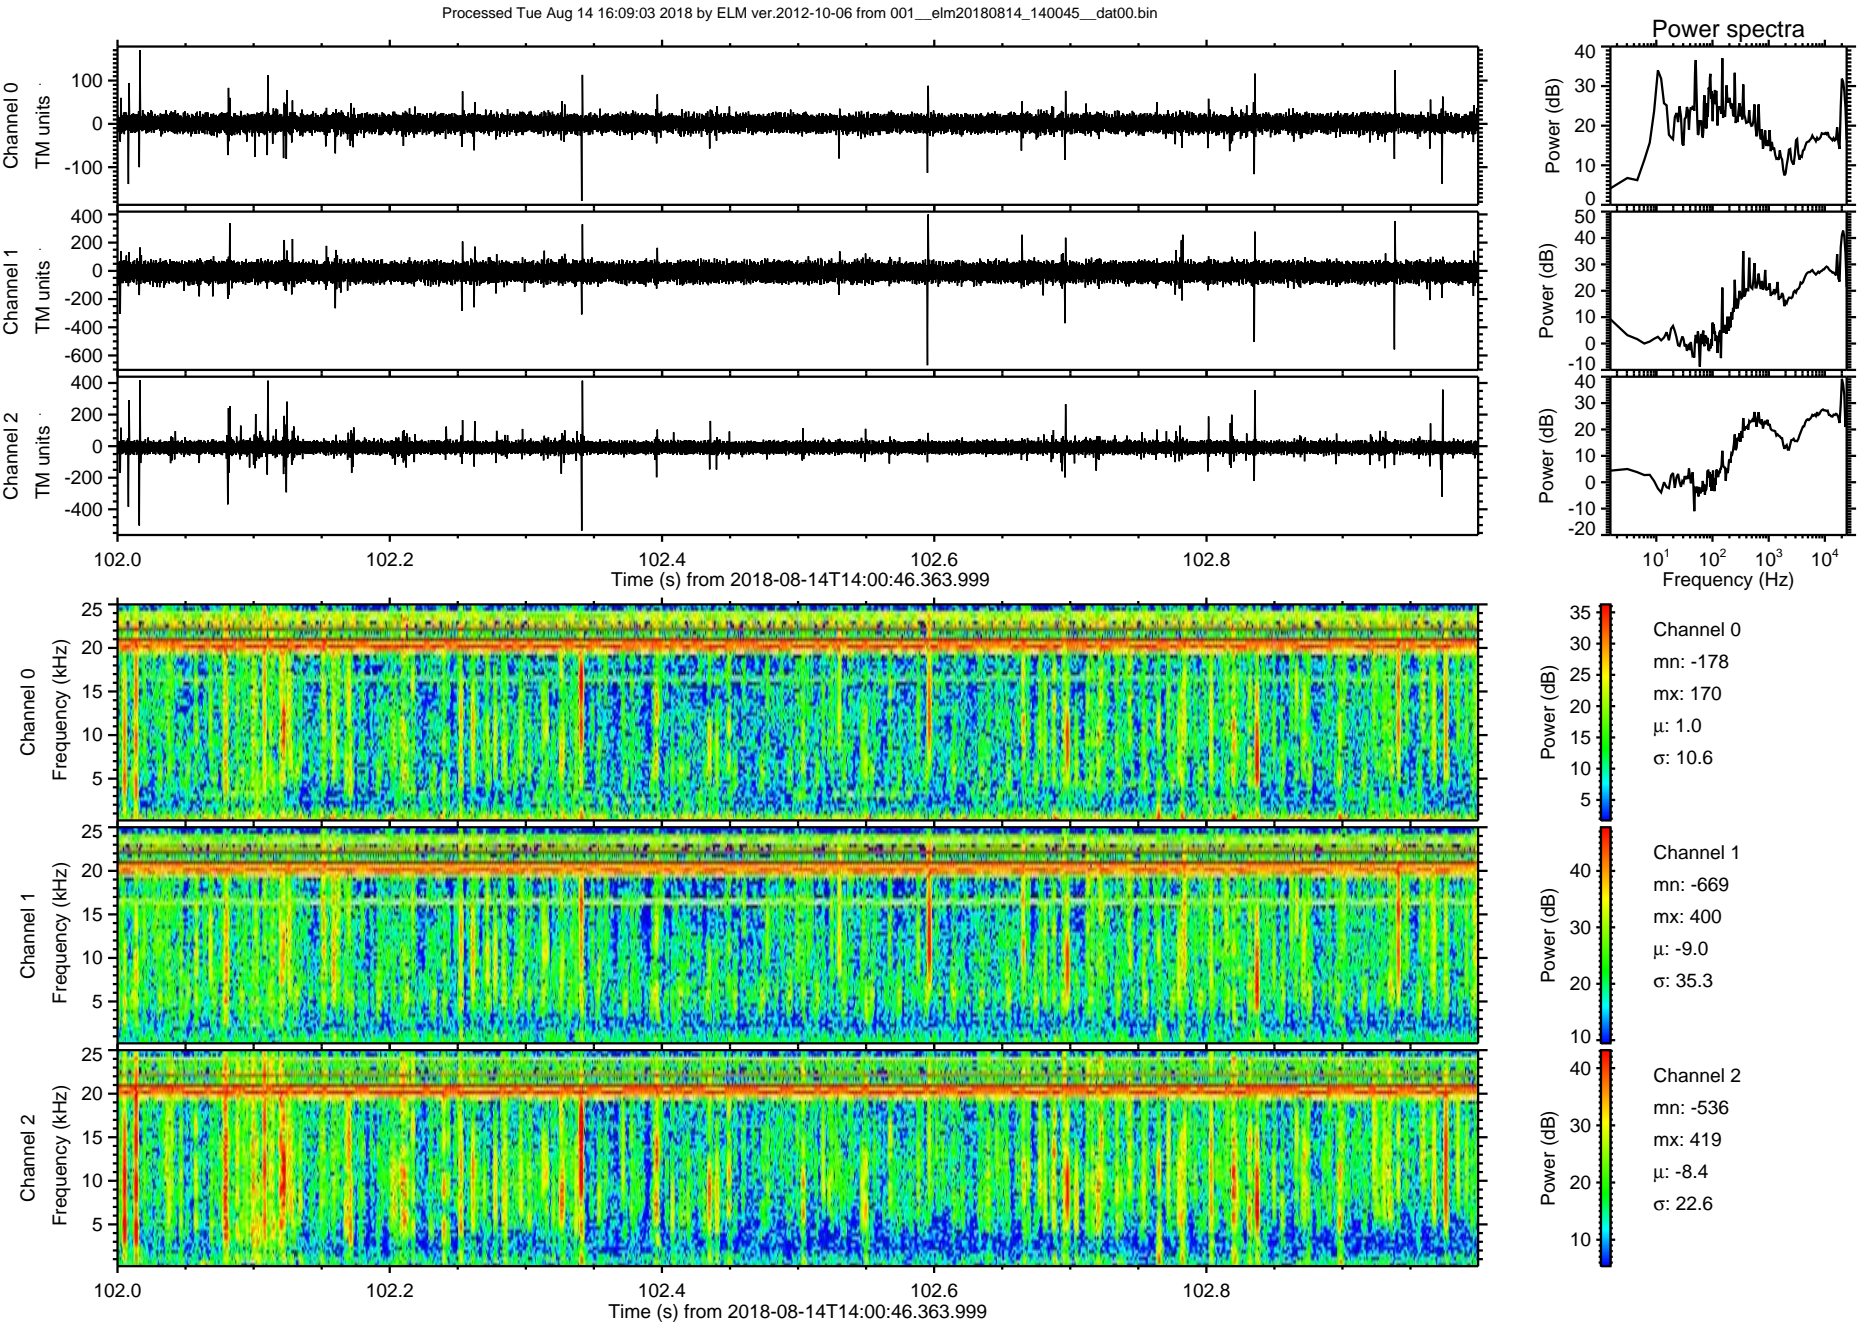 Processed Tue Aug 14 16:09:03 2018 by ELM ver.2012-10-06 from 001__elm20180814_140045__dat00.bin
Power spectra
Channel 0
TM units
100
0
-100
Power (dB)
40
30
20
10
0
Channel 1
TM units
400
200
0
-200
-400
-600
Power (dB)
50
40
30
20
10
0
-10
Channel 2
TM units
400
200
0
-200
-400
Power (dB)
40
30
20
10
0
-10
-20
102.0 102.2 102.4 102.6 102.8
Time (s) from 2018-08-14T14:00:46.363.999
10¹ 10² 10³ 10⁴
Frequency (Hz)
Channel 0
Frequency (kHz)
25
20
15
10
5
Power (dB)
35
30
25
20
15
10
5
Channel 0
mn: -178
mx: 170
μ: 1.0
σ: 10.6
Channel 1
Frequency (kHz)
25
20
15
10
5
Power (dB)
40
30
20
10
Channel 1
mn: -669
mx: 400
μ: -9.0
σ: 35.3
Channel 2
Frequency (kHz)
25
20
15
10
5
Power (dB)
40
30
20
10
Channel 2
mn: -536
mx: 419
μ: -8.4
σ: 22.6
102.0 102.2 102.4 102.6 102.8
Time (s) from 2018-08-14T14:00:46.363.999